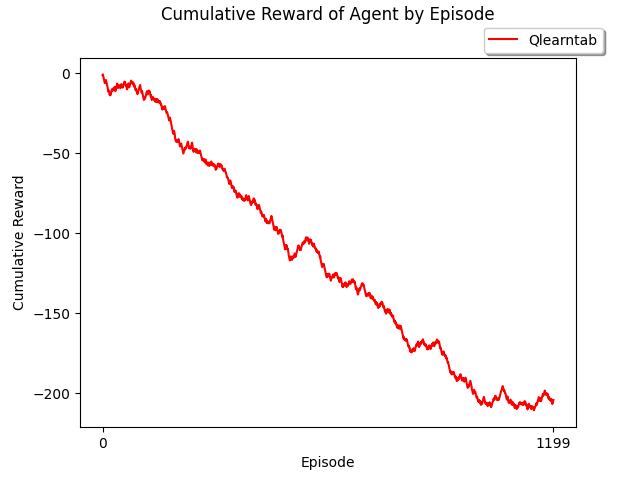 Cumulative Reward of Agent by Episode
Qlearntab
0
−50
−100
−150
−200
Cumulative Reward
0
1199
Episode